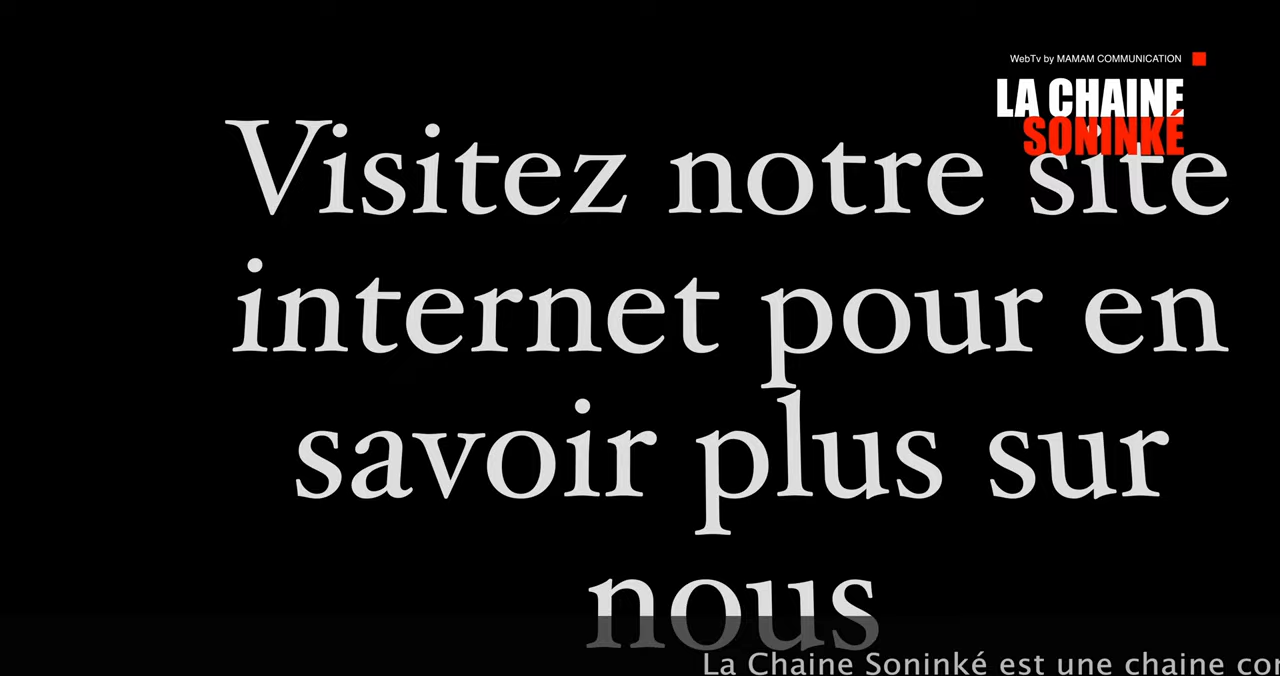 WebTv by MAMAM COMMUNICATION
LA CHAINE
SONINKÉ
Visitez notre site
internet pour en
savoir plus sur
nous
La Chaine Soninké est une chaine